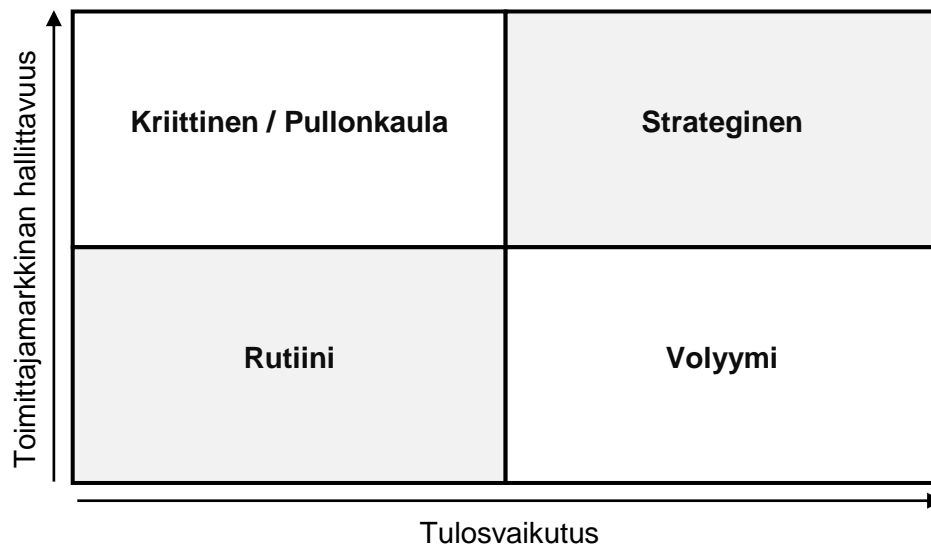 Toimittajamarkkinan hallittavuus
Kriittinen / Pullonkaula
Strateginen
Rutiini
Volyymi
Tulosvaikutus